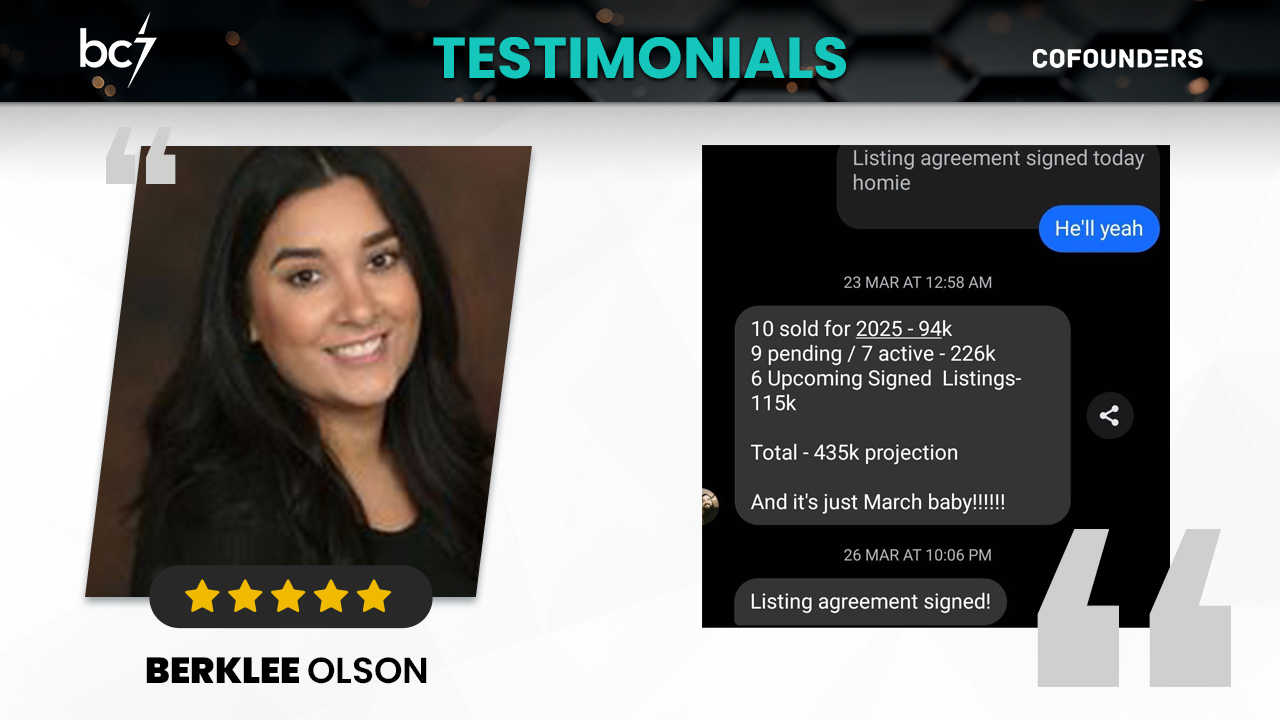 bc7
TESTIMONIALS
COFOUNDERS
Listing agreement signed today
homie
He'll yeah
23 MAR AT 12:58 AM
10 sold for 2025 - 94k
9 pending / 7 active - 226k
6 Upcoming Signed  Listings-
115k
Total - 435k projection
And it's just March baby!!!!!!
26 MAR AT 10:06 PM
Listing agreement signed!
BERKLEE OLSON